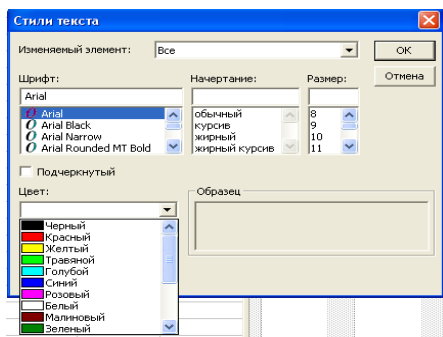 Стили текста
Изменяемый элемент: Все OK
Шрифт: Начертание: Размер: Отмена
Arial
Arial обычный 8
Arial Black курсив 9
Arial Narrow жирный 10
Arial Rounded MT Bold жирный курсив 11
Подчеркнутый
Цвет: Образец
Черный
Красный
Желтый
Травяной
Голубой
Синий
Розовый
Белый
Малиновый
Зеленый